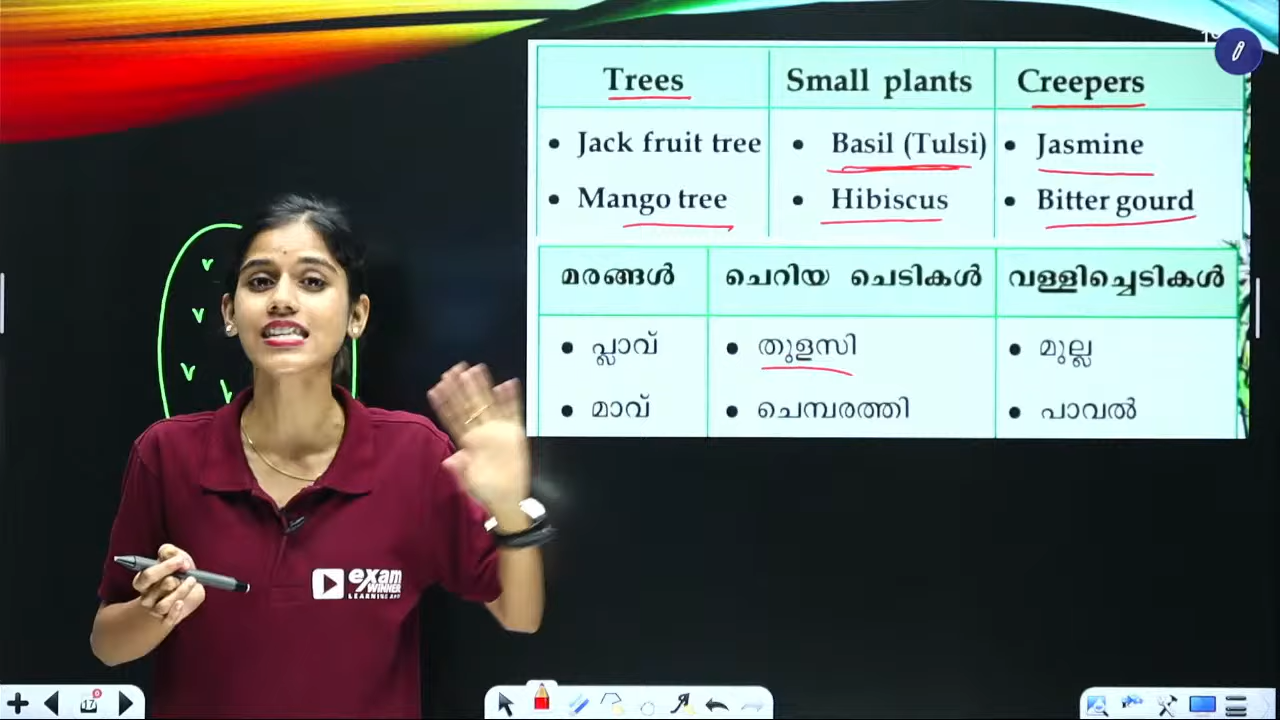 Trees Small plants Creepers
• Jack fruit tree • Basil (Tulsi) • Jasmine
• Mango tree • Hibiscus • Bitter gourd
മരങ്ങൾ ചെറിയ ചെടികൾ വള്ളിച്ചെടികൾ
• പ്ലാവ് • തുളസി • മുല്ല
• മാവ് • ചെമ്പരത്തി • പാവൽ
exam
WINNER
LEARNING APP
17